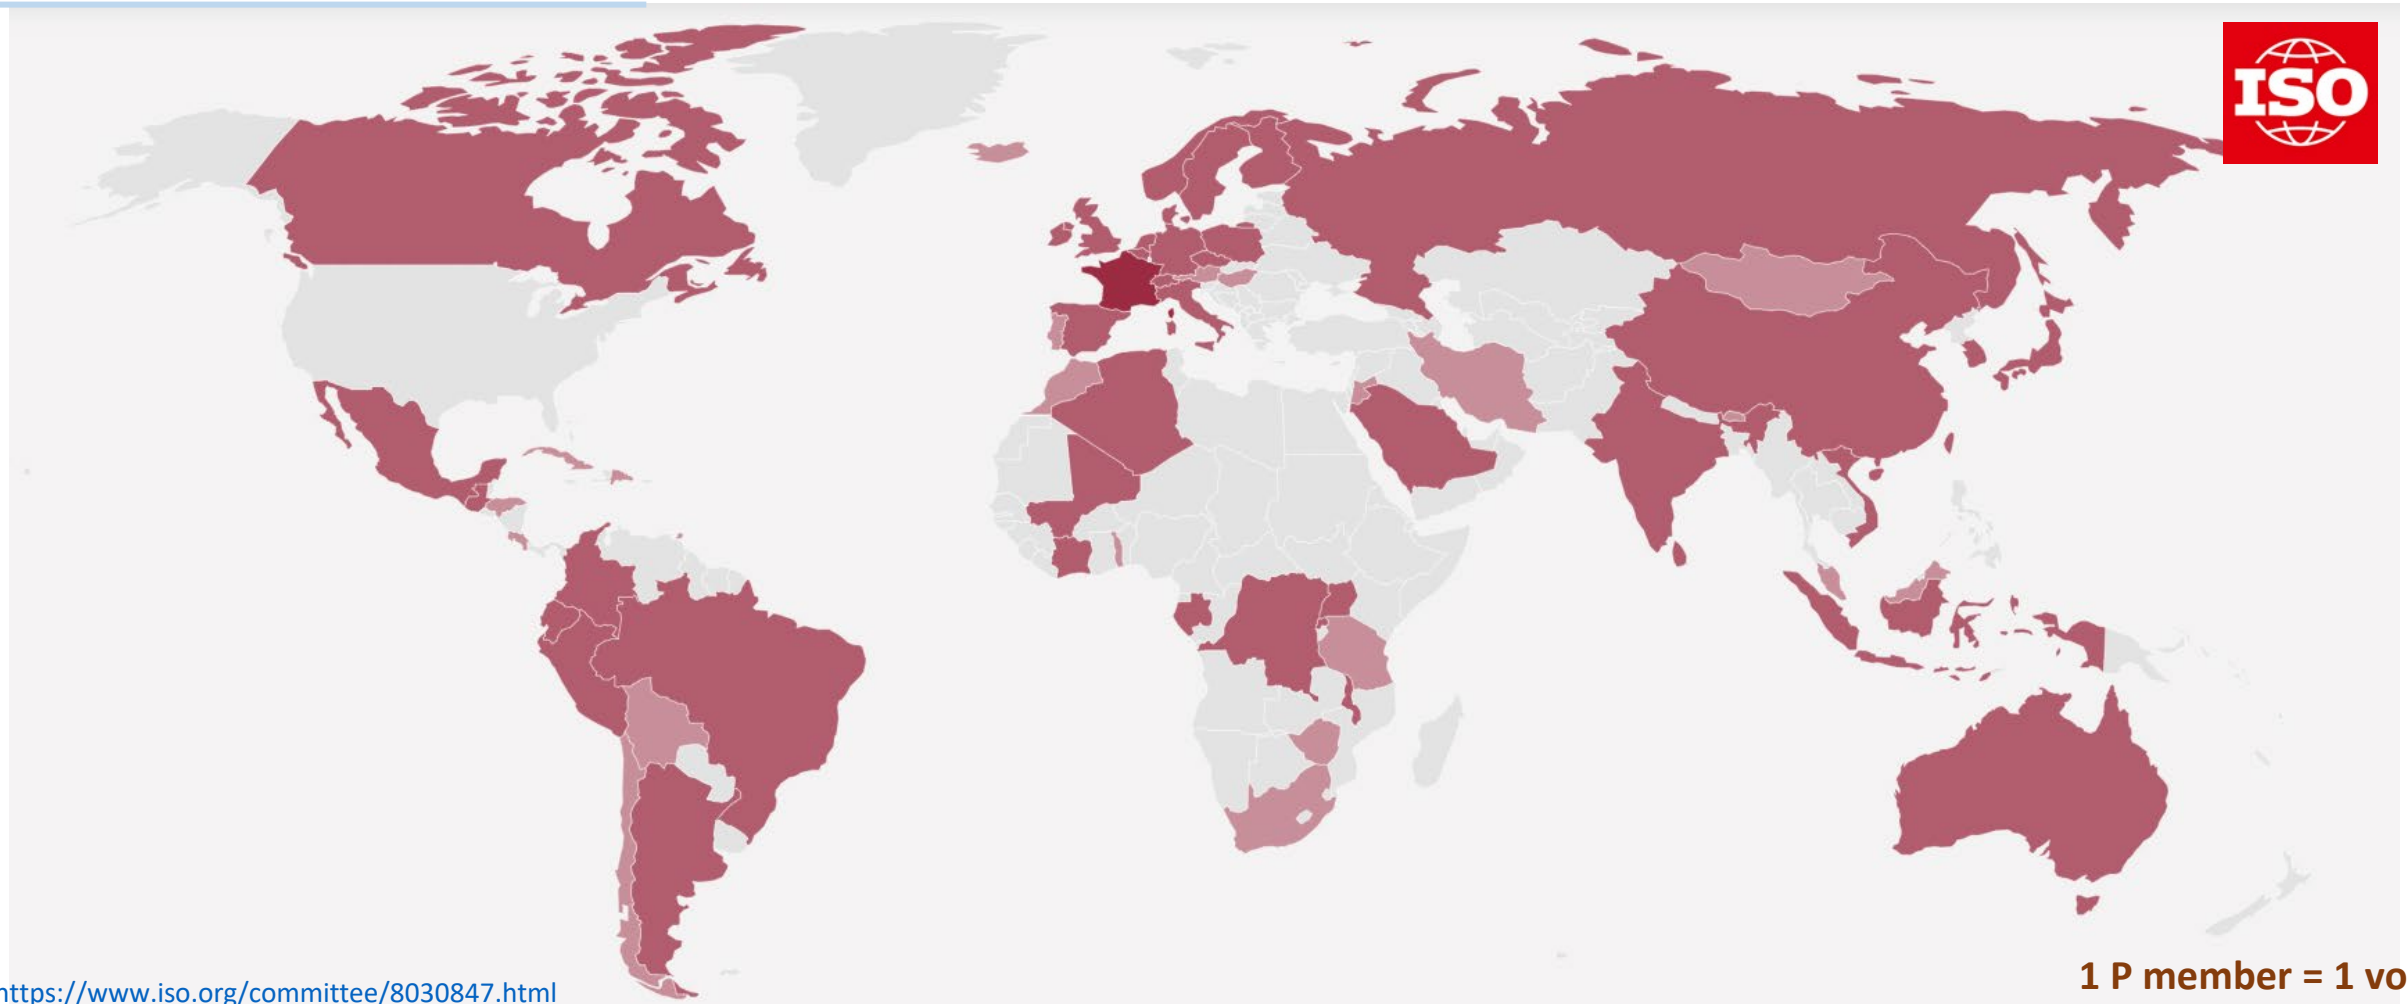 ISO
https://www.iso.org/committee/8030847.html
1 P member = 1 vo